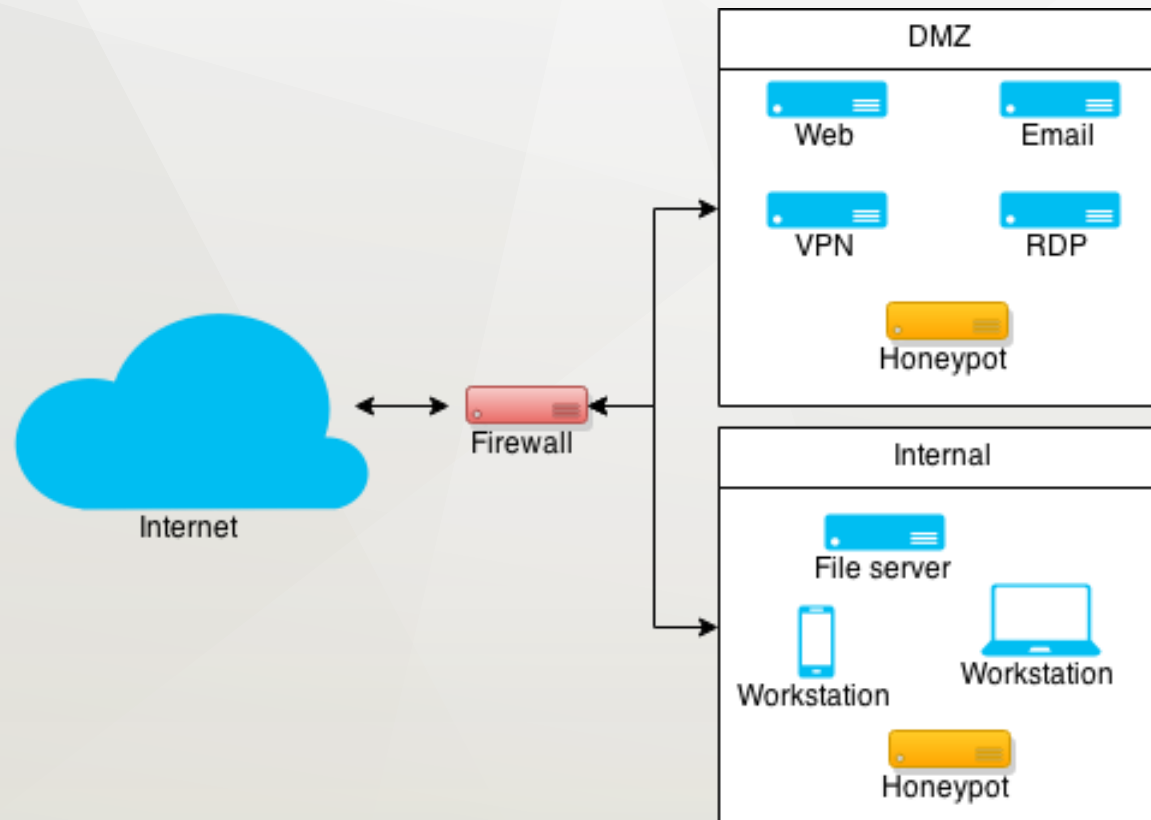 DMZ
Web
Email
VPN
RDP
Honeypot
Firewall
Internet
Internal
File server
Workstation
Workstation
Honeypot